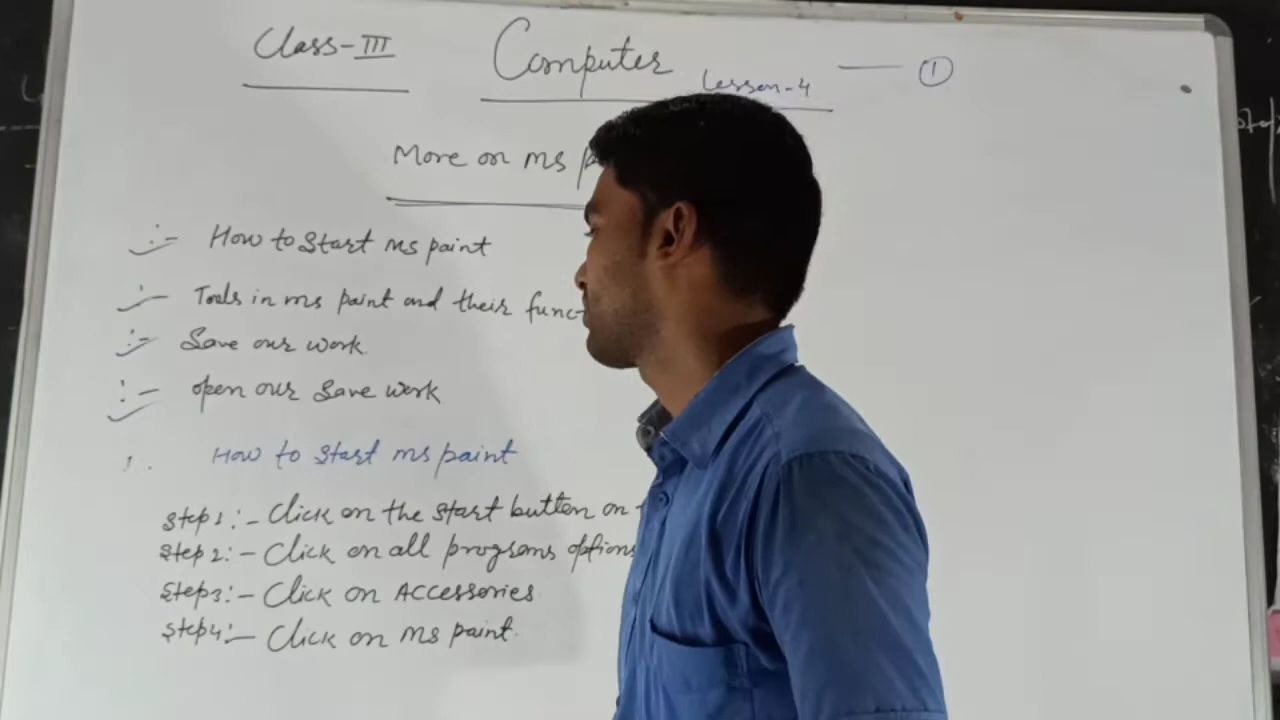 Class-III Computer — ①
Lesson-4
More on ms
:- How to Start ms paint
:- Tools in ms paint and their func
:- Save our work.
:- open our Save work
1. How to Start ms paint
Step1:- Click on the Start button on
Step2:- Click on all programs options
Step3:- Click on Accessories
Step4:- Click on ms paint.